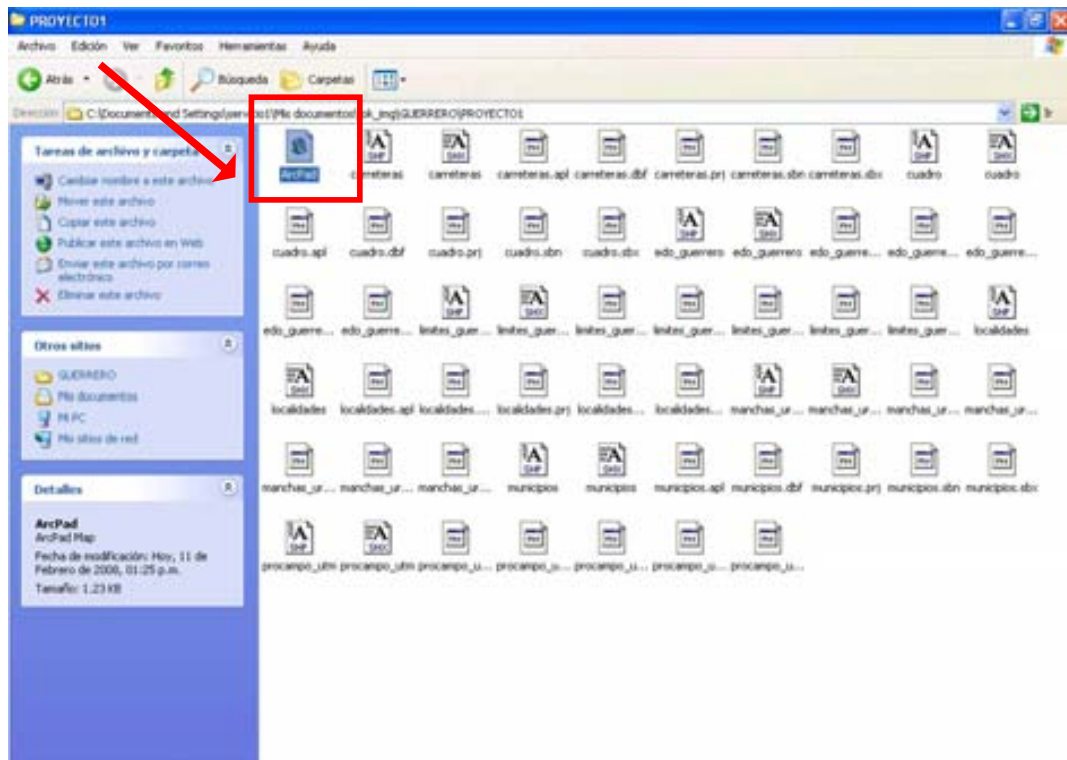 PROYECTO1
Archivo Edición Ver Favoritos Herramientas Ayuda
Atrás Búsqueda Carpetas
Dirección C:\Documents and Settings\servicio1\Mis documentos\ \GUERRERO\PROYECTO1 Ir
Tareas de archivo y carpeta
Cambiar nombre a este archivo
Mover este archivo
Copiar este archivo
Publicar este archivo en Web
Enviar este archivo por correo
electrónico
Eliminar este archivo
Otros sitios
GUERRERO
Mis documentos
Mi PC
Mis sitios de red
Detalles
ArcPad
ArcPad Map
Fecha de modificación: Hoy, 11 de
Febrero de 2008, 01:25 p.m.
Tamaño: 1.23 KB
ArcPad carreteras carreteras carreteras.apl carreteras.dbf carreteras.prj carreteras.sbn carreteras.sbx cuadro cuadro
cuadro.apl cuadro.dbf cuadro.prj cuadro.sbn cuadro.sbx edo_guerrero edo_guerrero edo_guerre... edo_guerre... edo_guerre...
edo_guerre... edo_guerre... limites_guer... limites_guer... limites_guer... limites_guer... limites_guer... limites_guer... limites_guer... localidades
localidades localidades.apl localidades.... localidades.prj localidades.... localidades.... manchas_ur... manchas_ur... manchas_ur... manchas_ur...
manchas_ur... manchas_ur... manchas_ur... municipios municipios municipios.apl municipios.dbf municipios.prj municipios.sbn municipios.sbx
procampo_utm procampo_utm procampo_u... procampo_u... procampo_u... procampo_u... procampo_u...